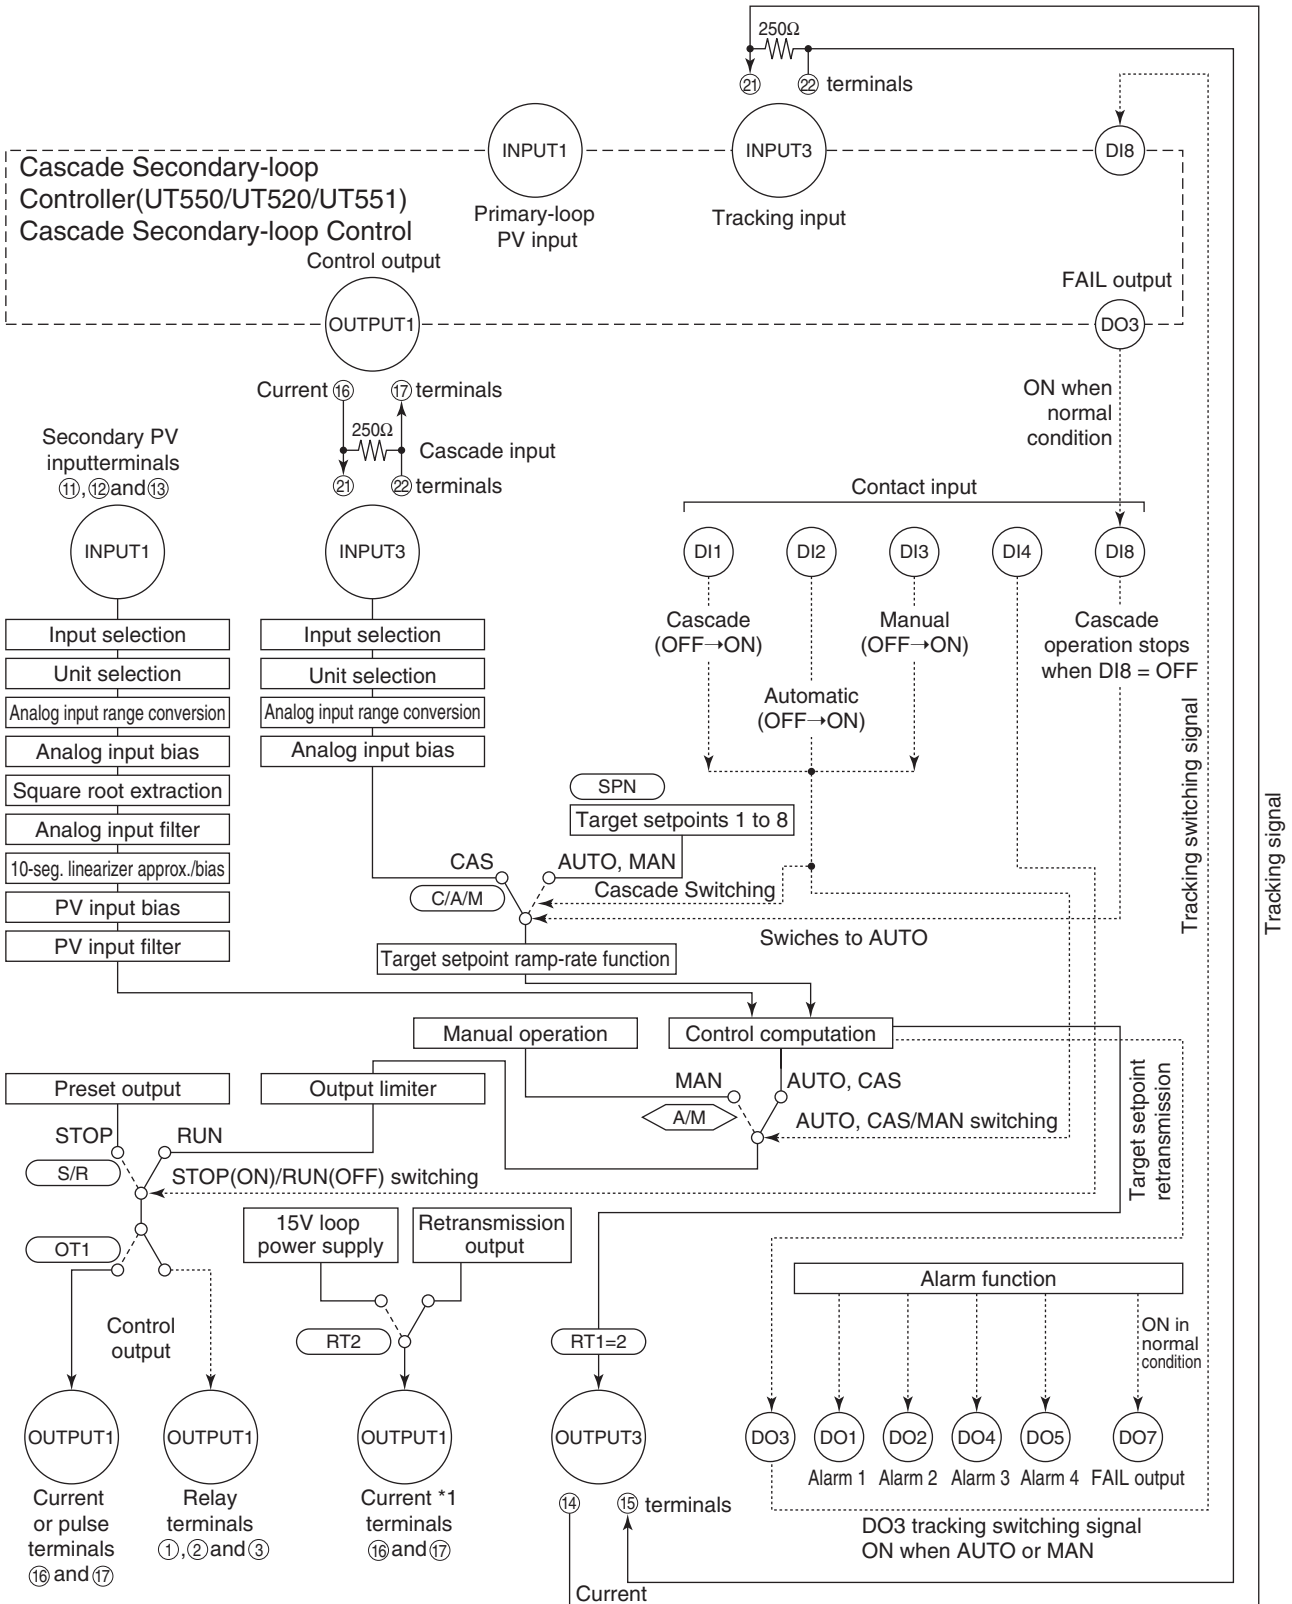 250Ω
21
22 terminals
INPUT1
INPUT3
DI8
Cascade Secondary-loop
Controller(UT550/UT520/UT551)
Cascade Secondary-loop Control
Primary-loop
PV input
Tracking input
Control output
OUTPUT1
FAIL output
DO3
Current 16
17 terminals
250Ω
Cascade input
21
22 terminals
ON when
normal
condition
Secondary PV
inputterminals
11, 12 and 13
Contact input
INPUT1
INPUT3
DI1
DI2
DI3
DI4
DI8
Cascade
(OFF→ON)
Manual
(OFF→ON)
Cascade
operation stops
when DI8 = OFF
Automatic
(OFF→ON)
Input selection
Unit selection
Analog input range conversion
Analog input bias
Square root extraction
Analog input filter
10-seg. linearizer approx./bias
PV input bias
PV input filter
Input selection
Unit selection
Analog input range conversion
Analog input bias
SPN
Target setpoints 1 to 8
CAS
AUTO, MAN
C/A/M
Cascade Switching
Swiches to AUTO
Target setpoint ramp-rate function
Tracking switching signal
Tracking signal
Manual operation
Control computation
Preset output
Output limiter
MAN
AUTO, CAS
A/M
AUTO, CAS/MAN switching
Target setpoint
retransmission
STOP
RUN
S/R
STOP(ON)/RUN(OFF) switching
OT1
15V loop
power supply
Retransmission
output
Control
output
RT2
RT1=2
Alarm function
ON in
normal
condition
OUTPUT1
OUTPUT1
OUTPUT1
OUTPUT3
DO3
DO1
DO2
DO4
DO5
DO7
Alarm 1
Alarm 2
Alarm 3
Alarm 4
FAIL output
Current
or pulse
terminals
16 and 17
Relay
terminals
1, 2 and 3
Current *1
terminals
16 and 17
14
15 terminals
DO3 tracking switching signal
ON when AUTO or MAN
Current